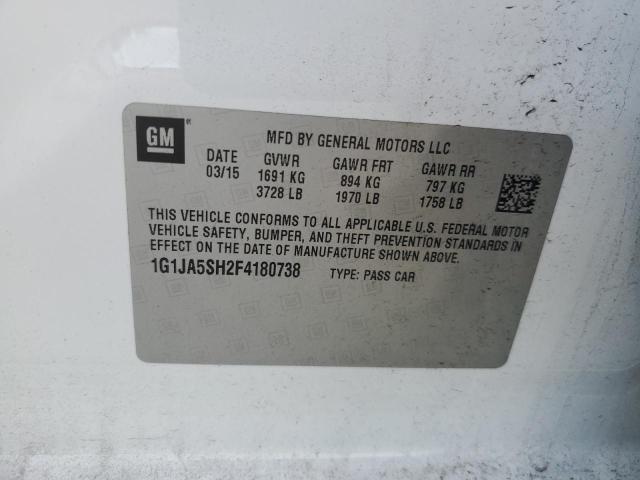 GM
MFD BY GENERAL MOTORS LLC
DATE GVWR GAWR FRT GAWR RR
03/15 1691 KG 894 KG 797 KG
3728 LB 1970 LB 1758 LB
THIS VEHICLE CONFORMS TO ALL APPLICABLE U.S. FEDERAL MOTOR
VEHICLE SAFETY, BUMPER, AND THEFT PREVENTION STANDARDS IN
EFFECT ON THE DATE OF MANUFACTURE SHOWN ABOVE.
1G1JA5SH2F4180738 TYPE: PASS CAR